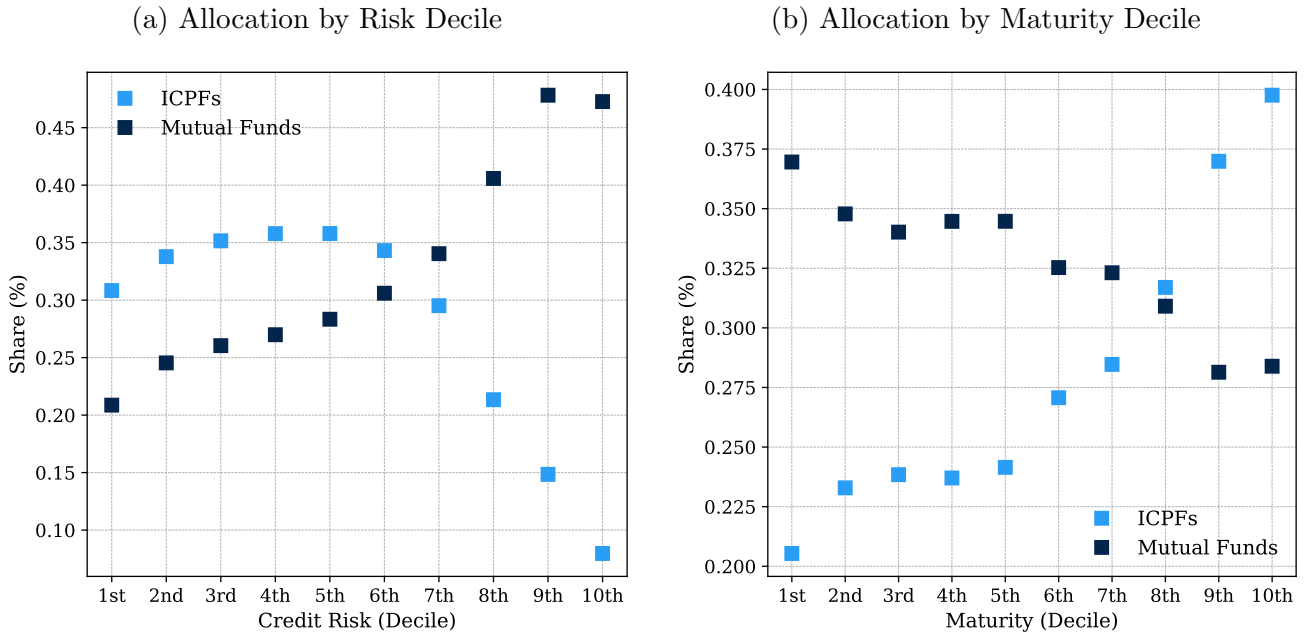 (a) Allocation by Risk Decile
ICPFs
Mutual Funds
Share (%)
0.45
0.40
0.35
0.30
0.25
0.20
0.15
0.10
1st 2nd 3rd 4th 5th 6th 7th 8th 9th 10th
Credit Risk (Decile)
(b) Allocation by Maturity Decile
Share (%)
0.400
0.375
0.350
0.325
0.300
0.275
0.250
0.225
0.200
ICPFs
Mutual Funds
1st 2nd 3rd 4th 5th 6th 7th 8th 9th 10th
Maturity (Decile)